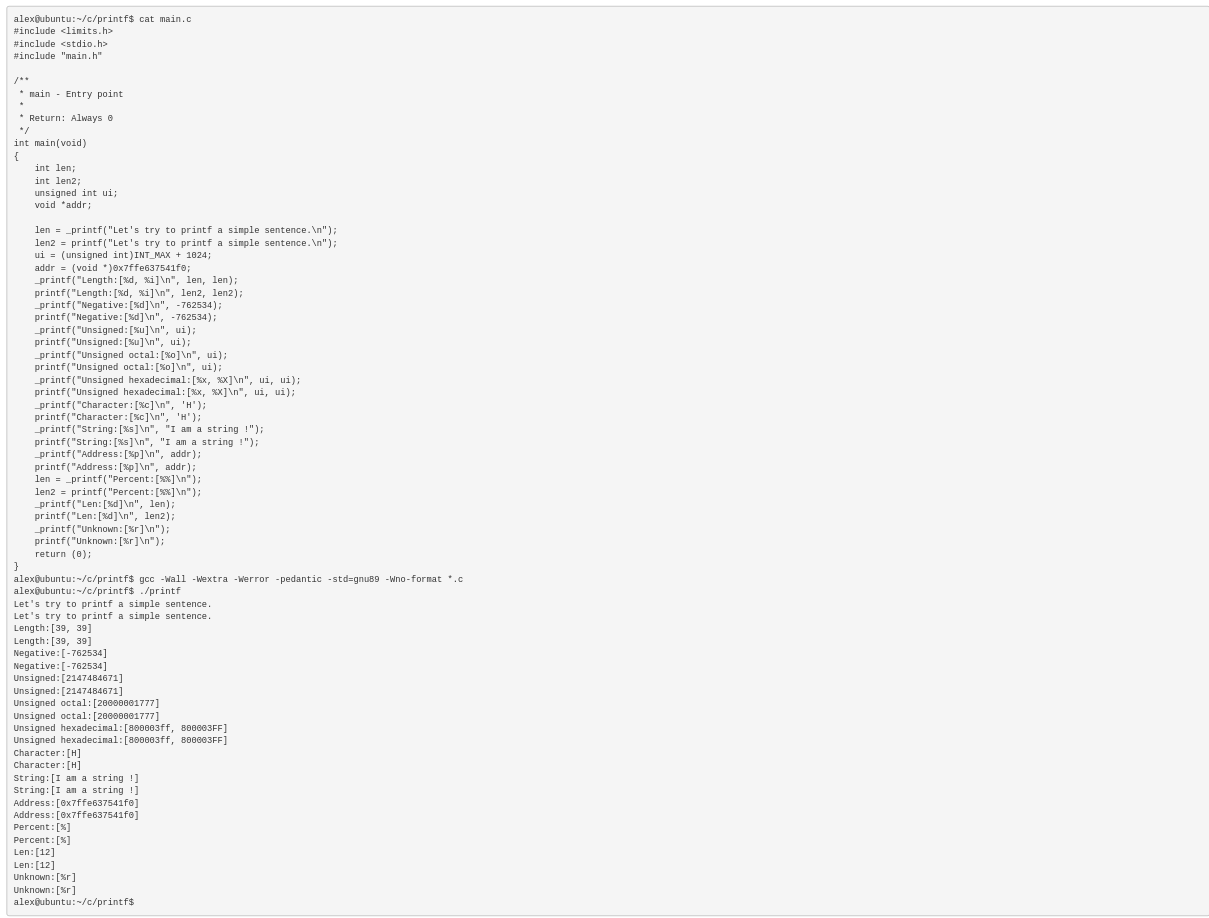 alex@ubuntu:~/c/printf$ cat main.c
#include <limits.h>
#include <stdio.h>
#include "main.h"

/**
 * main - Entry point
 *
 * Return: Always 0
 */
int main(void)
{
    int len;
    int len2;
    unsigned int ui;
    void *addr;

    len = _printf("Let's try to printf a simple sentence.\n");
    len2 = printf("Let's try to printf a simple sentence.\n");
    ui = (unsigned int)INT_MAX + 1024;
    addr = (void *)0x7ffe637541f0;
    _printf("Length:[%d, %i]\n", len, len);
    printf("Length:[%d, %i]\n", len2, len2);
    _printf("Negative:[%d]\n", -762534);
    printf("Negative:[%d]\n", -762534);
    _printf("Unsigned:[%u]\n", ui);
    printf("Unsigned:[%u]\n", ui);
    _printf("Unsigned octal:[%o]\n", ui);
    printf("Unsigned octal:[%o]\n", ui);
    _printf("Unsigned hexadecimal:[%x, %X]\n", ui, ui);
    printf("Unsigned hexadecimal:[%x, %X]\n", ui, ui);
    _printf("Character:[%c]\n", 'H');
    printf("Character:[%c]\n", 'H');
    _printf("String:[%s]\n", "I am a string !");
    printf("String:[%s]\n", "I am a string !");
    _printf("Address:[%p]\n", addr);
    printf("Address:[%p]\n", addr);
    len = _printf("Percent:[%%]\n");
    len2 = printf("Percent:[%%]\n");
    _printf("Len:[%d]\n", len);
    printf("Len:[%d]\n", len2);
    _printf("Unknown:[%r]\n");
    printf("Unknown:[%r]\n");
    return (0);
}
alex@ubuntu:~/c/printf$ gcc -Wall -Wextra -Werror -pedantic -std=gnu89 -Wno-format *.c
alex@ubuntu:~/c/printf$ ./printf
Let's try to printf a simple sentence.
Let's try to printf a simple sentence.
Length:[39, 39]
Length:[39, 39]
Negative:[-762534]
Negative:[-762534]
Unsigned:[2147484671]
Unsigned:[2147484671]
Unsigned octal:[20000001777]
Unsigned octal:[20000001777]
Unsigned hexadecimal:[800003ff, 800003FF]
Unsigned hexadecimal:[800003ff, 800003FF]
Character:[H]
Character:[H]
String:[I am a string !]
String:[I am a string !]
Address:[0x7ffe637541f0]
Address:[0x7ffe637541f0]
Percent:[%]
Percent:[%]
Len:[12]
Len:[12]
Unknown:[%r]
Unknown:[%r]
alex@ubuntu:~/c/printf$